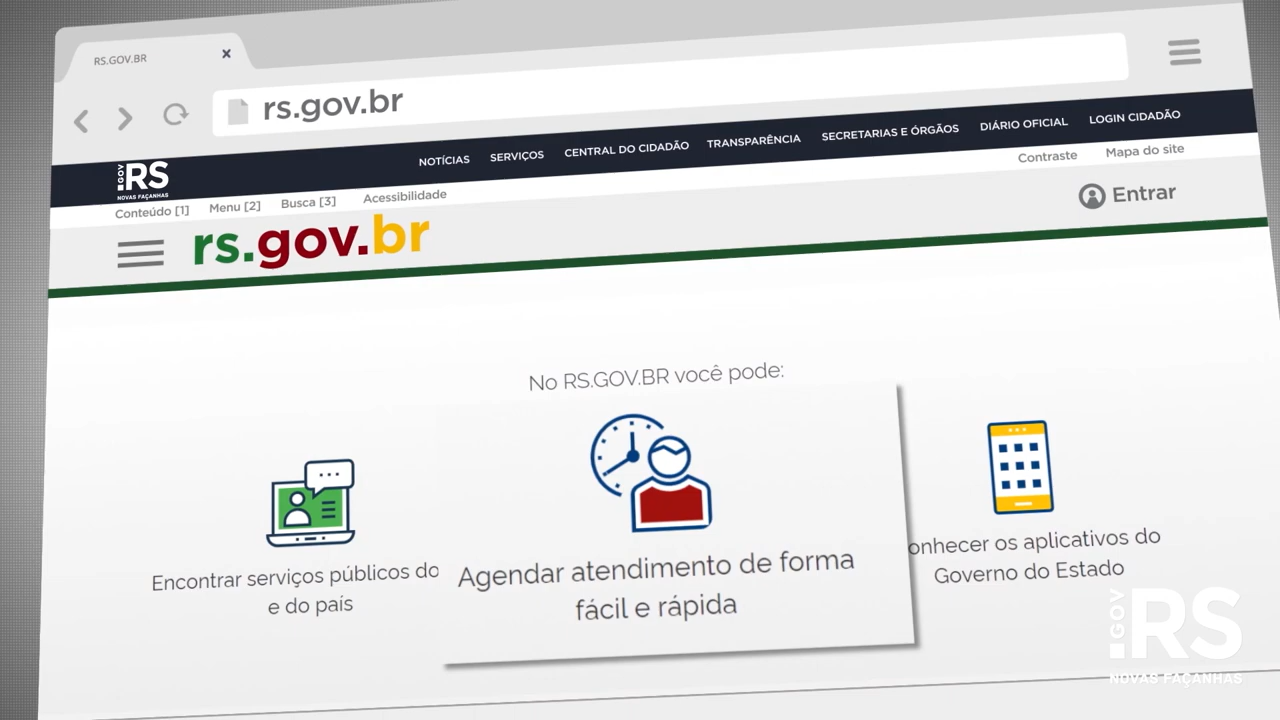 RS.GOV.BR
rs.gov.br
GOV.RS
NOVAS FAÇANHAS
NOTÍCIAS SERVIÇOS CENTRAL DO CIDADÃO TRANSPARÊNCIA SECRETARIAS E ÓRGÃOS DIÁRIO OFICIAL LOGIN CIDADÃO
Conteúdo [1] Menu [2] Busca [3] Acessibilidade Contraste Mapa do site
rs.gov.br Entrar
No RS.GOV.BR você pode:
Encontrar serviços públicos do
e do país
Agendar atendimento de forma
fácil e rápida
onhecer os aplicativos do
Governo do Estado
GOV.RS
NOVAS FAÇANHAS